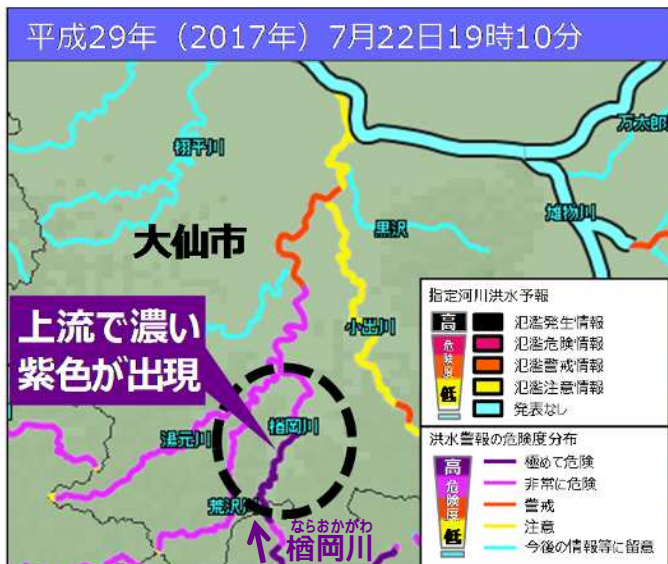 平成29年（2017年）7月22日19時10分
栩平川
万太郎
大仙市
黒沢
雄物川
上流で濃い
紫色が出現
小出川
湯元川
楢岡川
荒沢川
ならおかがわ
楢岡川
指定河川洪水予報
高
危険度
低
氾濫発生情報
氾濫危険情報
氾濫警戒情報
氾濫注意情報
発表なし
洪水警報の危険度分布
高
危険度
低
極めて危険
非常に危険
警戒
注意
今後の情報等に留意